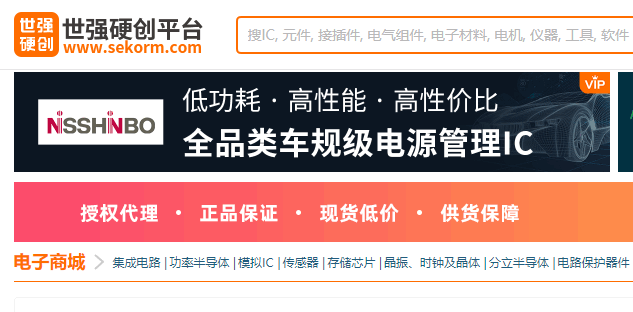 世强
硬创
世强硬创平台
www.sekorm.com
搜IC, 元件, 接插件, 电气组件, 电子材料, 电机, 仪器, 工具, 软件
VIP
NISSHINBO
低功耗 · 高性能 · 高性价比
全品类车规级电源管理IC
授权代理 • 正品保证 • 现货低价 • 供货保障
电子商城 > 集成电路 | 功率半导体 | 模拟IC | 传感器 | 存储芯片 | 晶振、时钟及晶体 | 分立半导体 | 电路保护器件